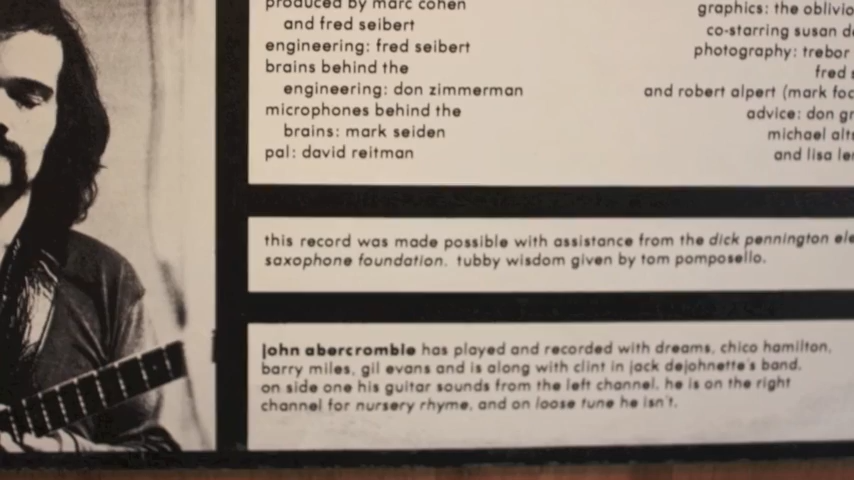 produced by marc cohen
and fred seibert
engineering: fred seibert
brains behind the
engineering: don zimmerman
microphones behind the
brains: mark seiden
pal: david reitman
graphics: the
co-starring susan
photography: trebor
fred
and robert alpert (mark
advice: don
michael
and lisa
this record was made possible with assistance from the dick pennington
saxophone foundation. tubby wisdom given by tom pomposello.
john abercrombie has played and recorded with dreams, chico hamilton,
barry miles, gil evans and is along with clint in jack dejohnette's band.
on side one his guitar sounds from the left channel. he is on the right
channel for nursery rhyme, and on loose tune he isn't.